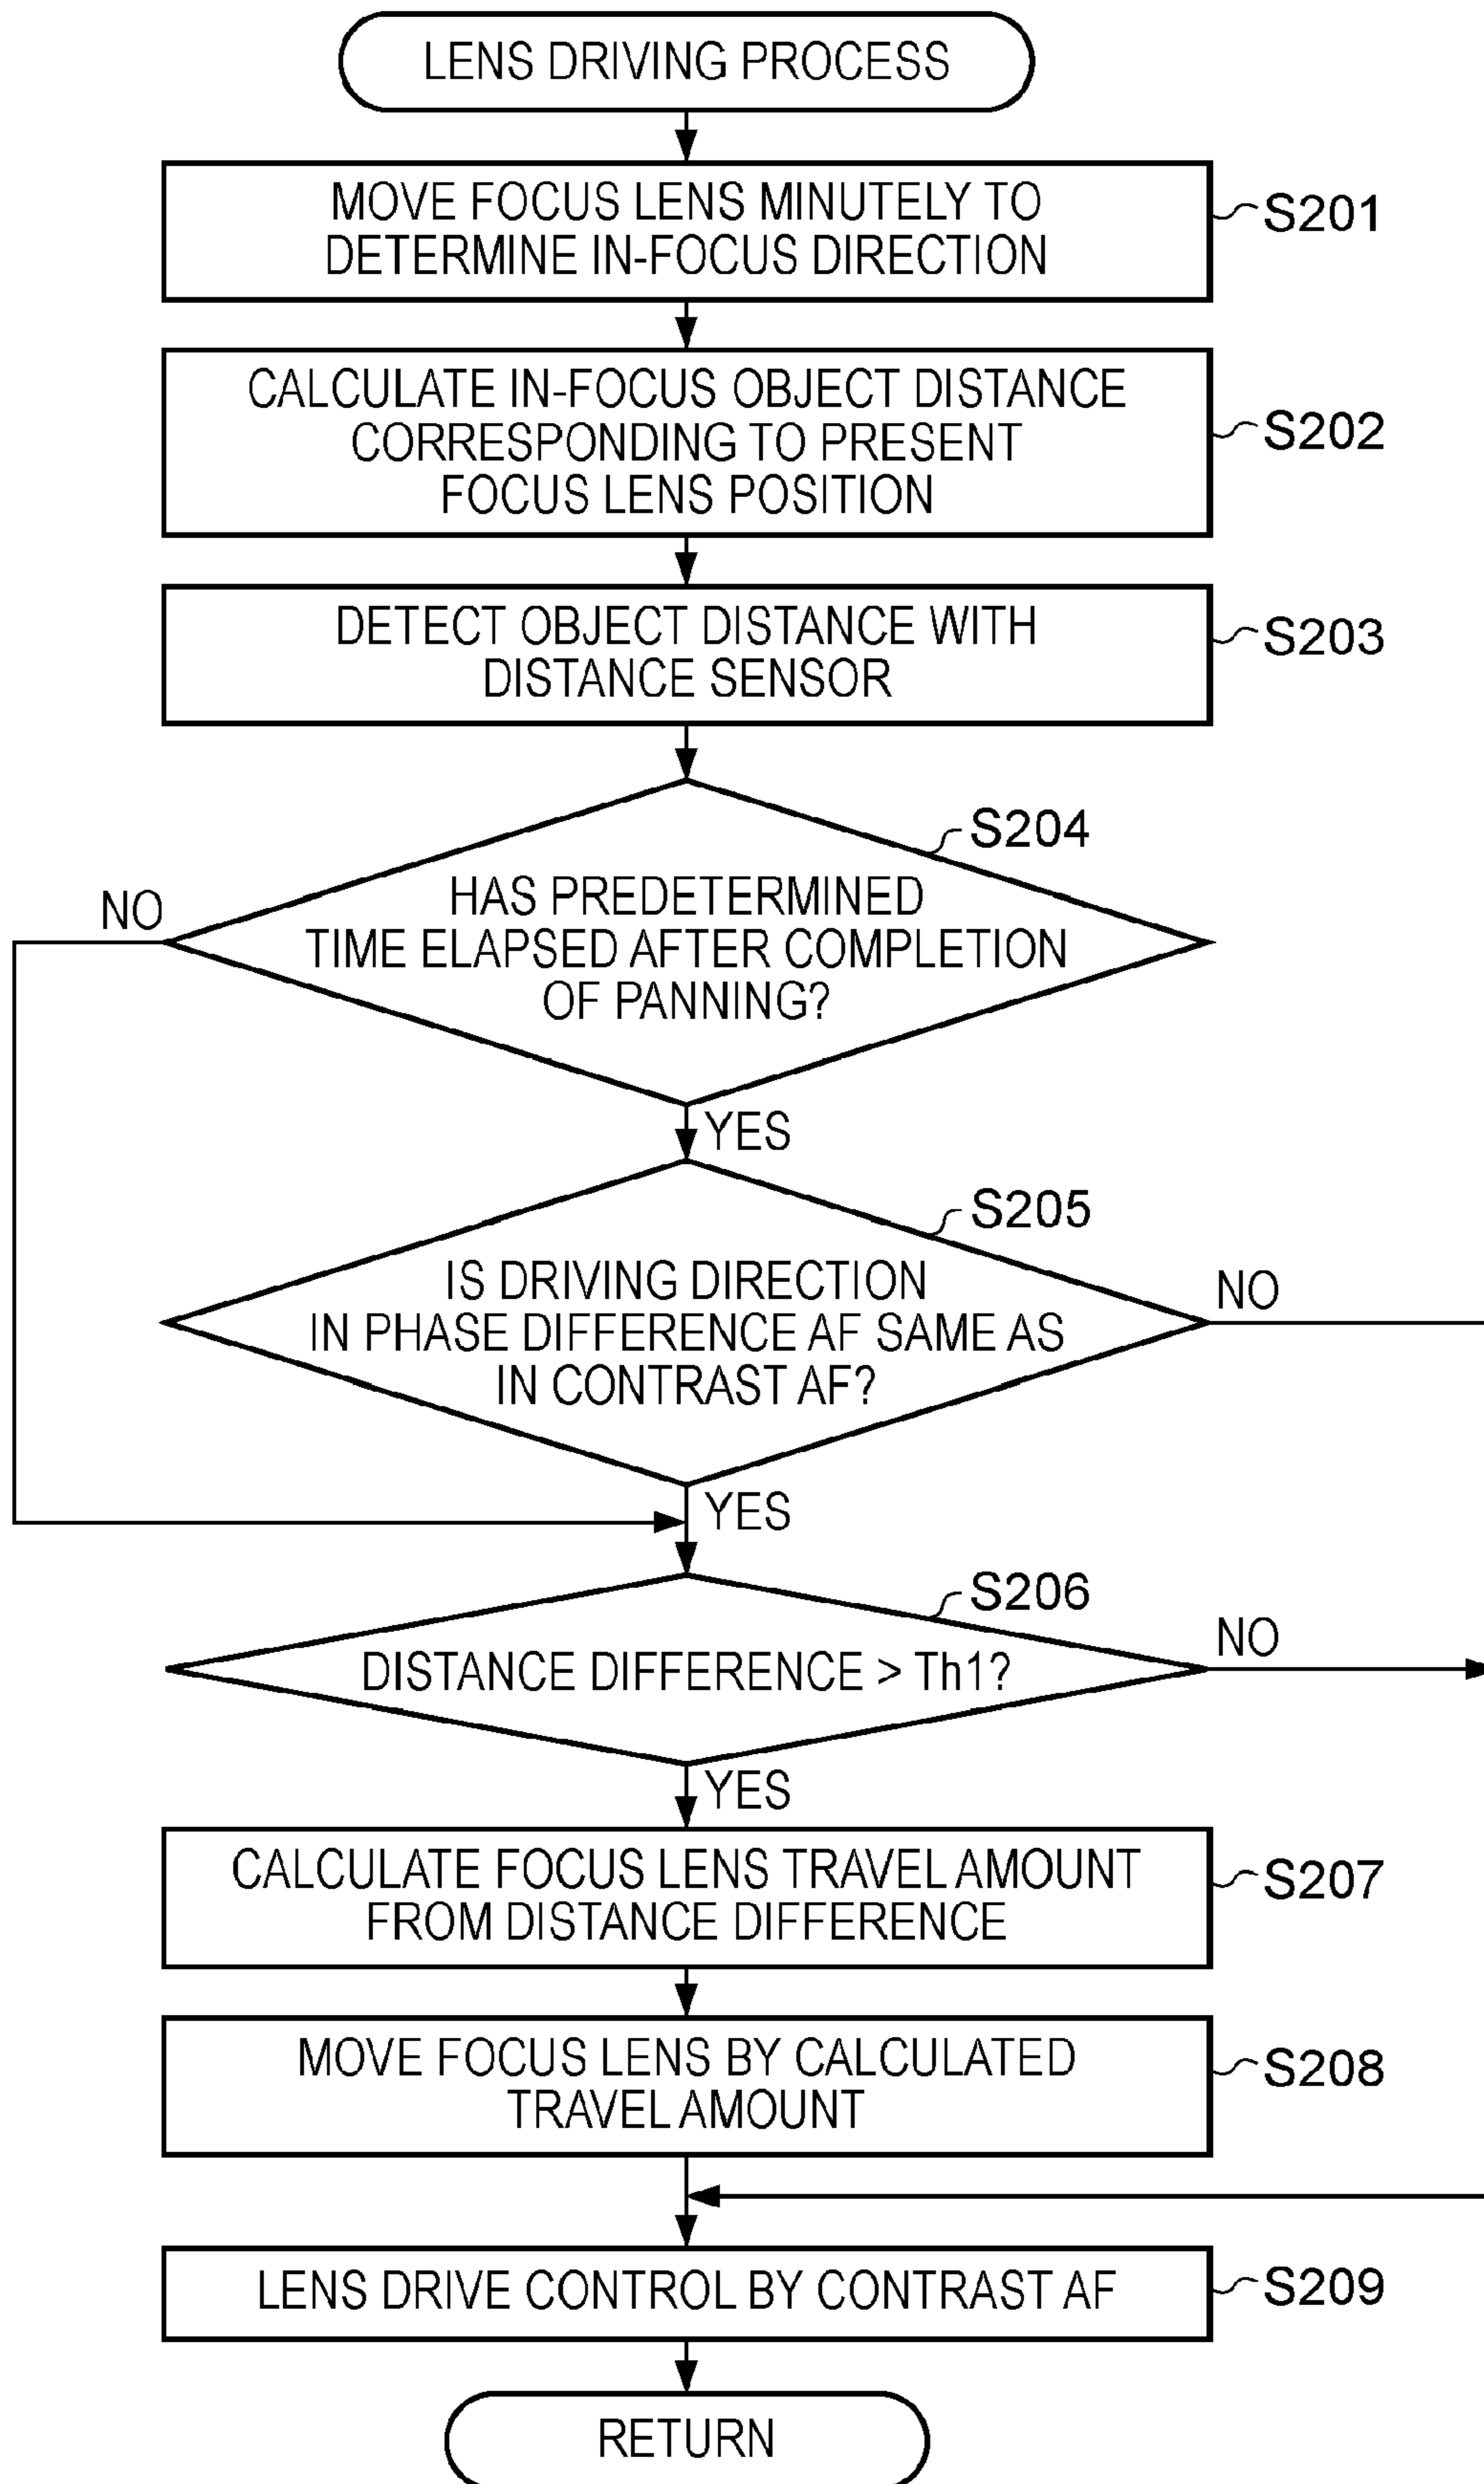 LENS DRIVING PROCESS
MOVE FOCUS LENS MINUTELY TO
DETERMINE IN-FOCUS DIRECTION
S201
CALCULATE IN-FOCUS OBJECT DISTANCE
CORRESPONDING TO PRESENT
FOCUS LENS POSITION
S202
DETECT OBJECT DISTANCE WITH
DISTANCE SENSOR
S203
S204
NO
HAS PREDETERMINED
TIME ELAPSED AFTER COMPLETION
OF PANNING?
YES
S205
IS DRIVING DIRECTION
IN PHASE DIFFERENCE AF SAME AS
IN CONTRAST AF?
NO
YES
S206
DISTANCE DIFFERENCE > Th1?
NO
YES
CALCULATE FOCUS LENS TRAVEL AMOUNT
FROM DISTANCE DIFFERENCE
S207
MOVE FOCUS LENS BY CALCULATED
TRAVEL AMOUNT
S208
LENS DRIVE CONTROL BY CONTRAST AF
S209
RETURN